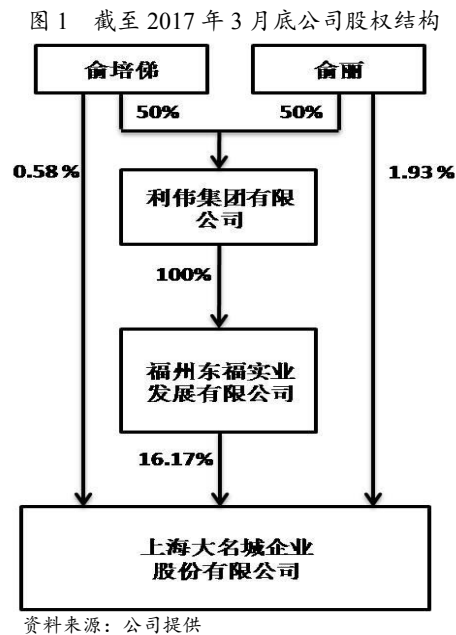 图 1 截至 2017 年 3 月底公司股权结构
俞培俤
俞丽
50%
50%
0.58%
1.93%
利伟集团有限
公司
100%
福州东福实业
发展有限公司
16.17%
上海大名城企业
股份有限公司
资料来源：公司提供